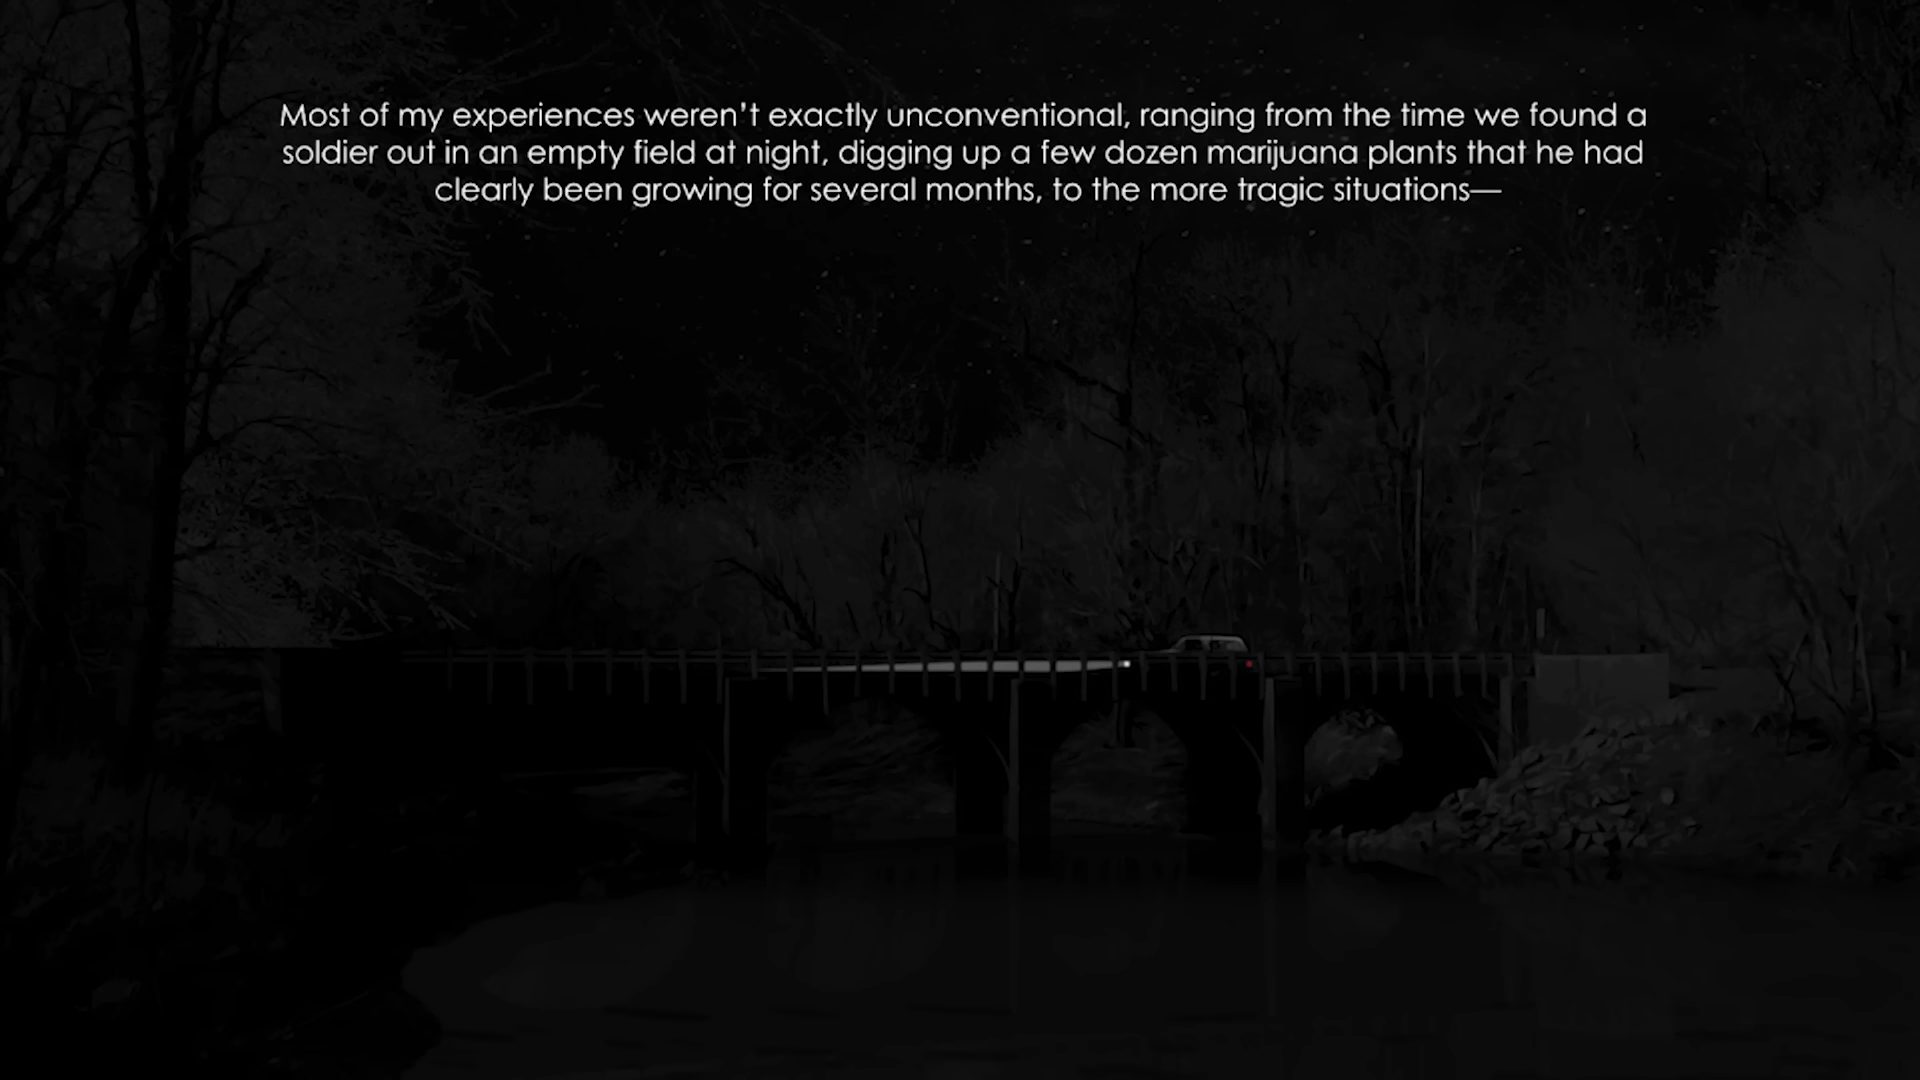 Most of my experiences weren't exactly unconventional, ranging from the time we found a
soldier out in an empty field at night, digging up a few dozen marijuana plants that he had
clearly been growing for several months, to the more tragic situations—